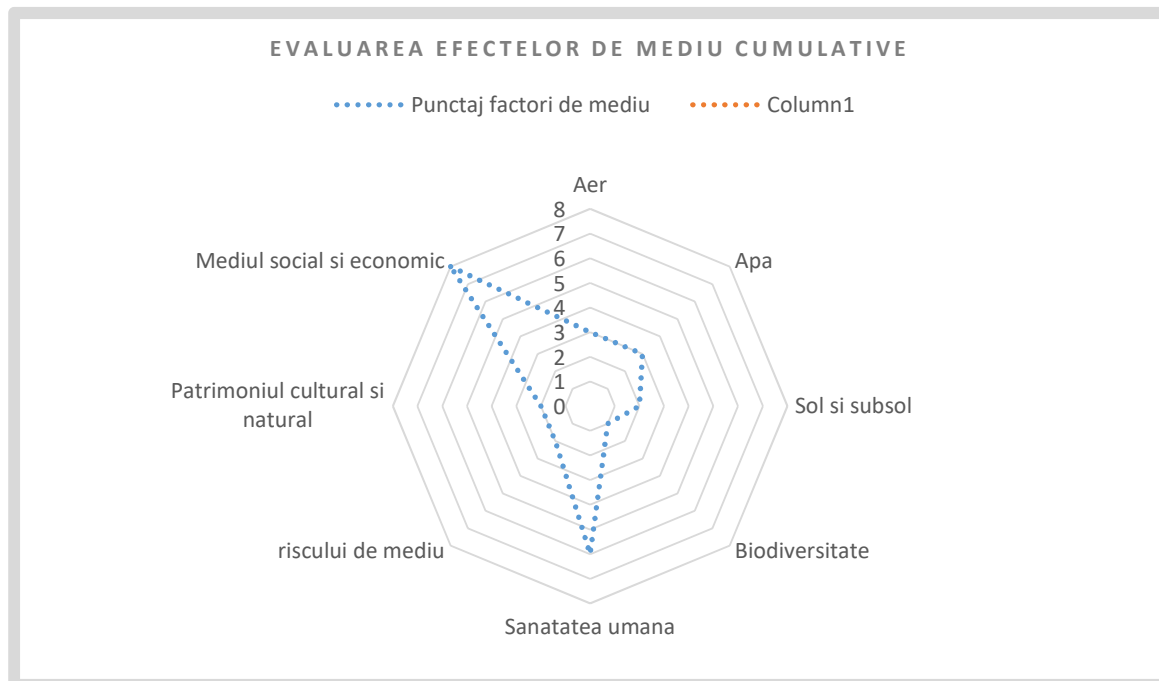 EVALUAREA EFECTELOR DE MEDIU CUMULATIVE
Punctaj factori de mediu Column1
Aer
8
7
6
5
4
3
2
1
0
Apa
Sol si subsol
Biodiversitate
Sanatatea umana
riscului de mediu
Patrimoniul cultural si
natural
Mediul social si economic